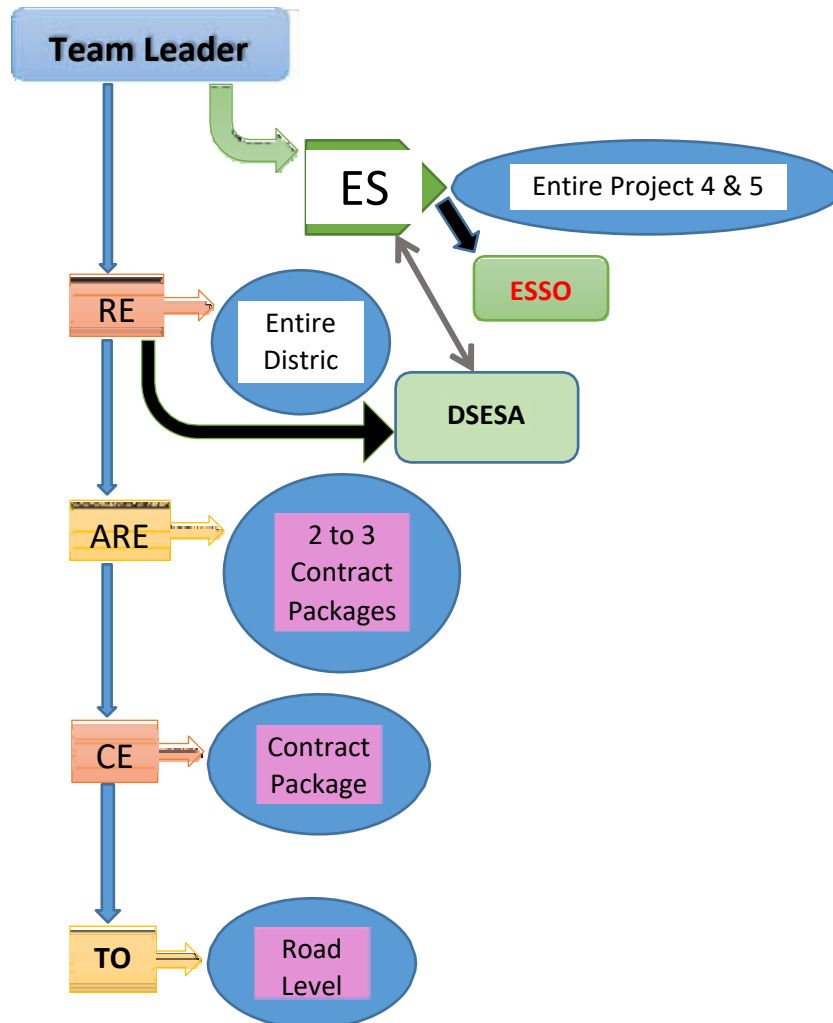 Team Leader
ES
Entire Project 4 & 5
ESSO
RE
Entire
Distric
DSESA
ARE
2 to 3
Contract
Packages
CE
Contract
Package
TO
Road
Level